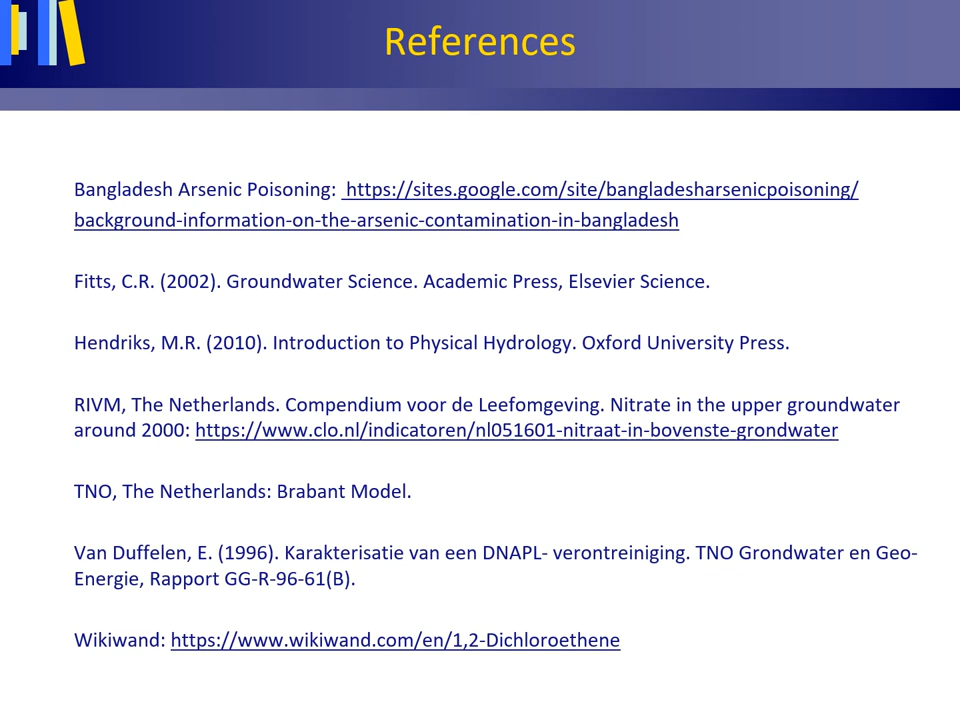 References
Bangladesh Arsenic Poisoning: https://sites.google.com/site/bangladesharsenicpoisoning/
background-information-on-the-arsenic-contamination-in-bangladesh
Fitts, C.R. (2002). Groundwater Science. Academic Press, Elsevier Science.
Hendriks, M.R. (2010). Introduction to Physical Hydrology. Oxford University Press.
RIVM, The Netherlands. Compendium voor de Leefomgeving. Nitrate in the upper groundwater
around 2000: https://www.clo.nl/indicatoren/nl051601-nitraat-in-bovenste-grondwater
TNO, The Netherlands: Brabant Model.
Van Duffelen, E. (1996). Karakterisatie van een DNAPL- verontreiniging. TNO Grondwater en Geo-
Energie, Rapport GG-R-96-61(B).
Wikiwand: https://www.wikiwand.com/en/1,2-Dichloroethene